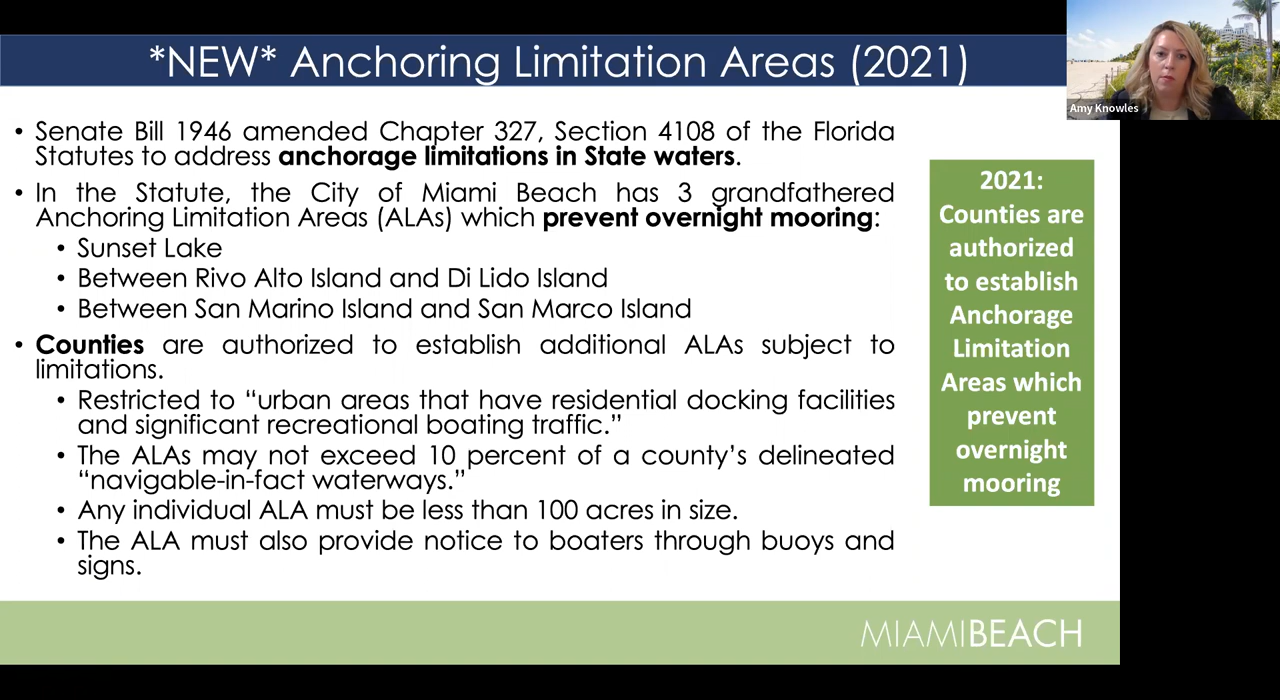 *NEW* Anchoring Limitation Areas (2021)
Amy Knowles
• Senate Bill 1946 amended Chapter 327, Section 4108 of the Florida
Statutes to address anchorage limitations in State waters.
• In the Statute, the City of Miami Beach has 3 grandfathered
Anchoring Limitation Areas (ALAs) which prevent overnight mooring:
• Sunset Lake
• Between Rivo Alto Island and Di Lido Island
• Between San Marino Island and San Marco Island
• Counties are authorized to establish additional ALAs subject to
limitations.
• Restricted to “urban areas that have residential docking facilities
and significant recreational boating traffic.”
• The ALAs may not exceed 10 percent of a county’s delineated
“navigable-in-fact waterways.”
• Any individual ALA must be less than 100 acres in size.
• The ALA must also provide notice to boaters through buoys and
signs.
2021:
Counties are
authorized
to establish
Anchorage
Limitation
Areas which
prevent
overnight
mooring
MIAMIBEACH